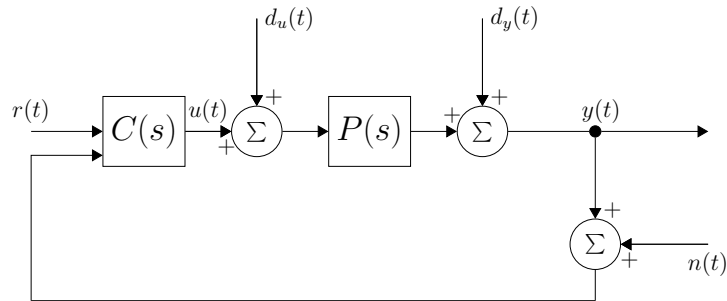 d_u(t)
d_y(t)
+
+
r(t)
C(s)
u(t)
+
Σ
P(s)
+
Σ
y(t)
+
Σ
+
n(t)